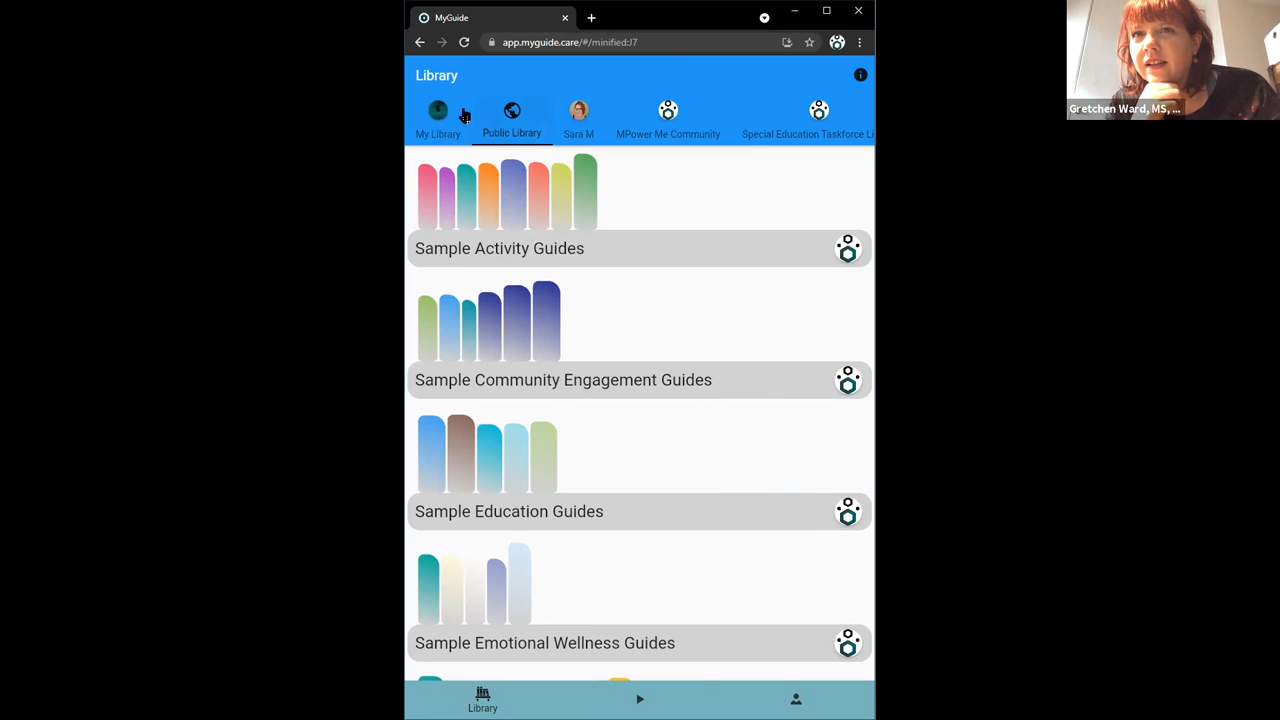 MyGuide
app.myguide.care/#/minified:J7
Library
My Library
Public Library
Sara M
MPower Me Community
Special Education Taskforce Li
Gretchen Ward, MS, ...
Sample Activity Guides
Sample Community Engagement Guides
Sample Education Guides
Sample Emotional Wellness Guides
Library